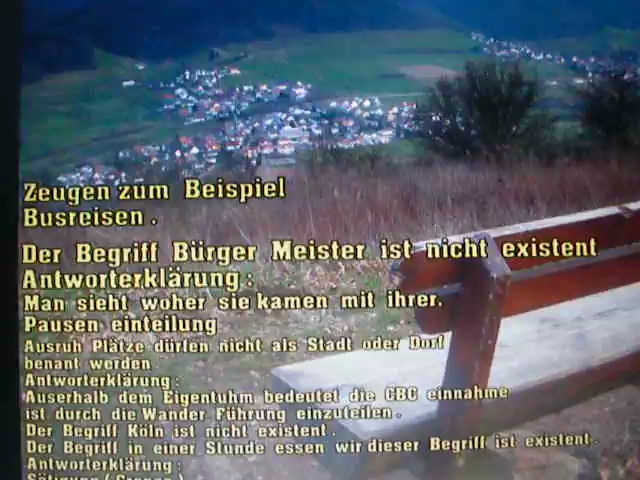 Zeugen zum Beispiel
Busreisen .
Der Begriff Bürger Meister ist nicht existent
Antworterklärung :
Man sieht woher sie kamen mit ihrer.
Pausen einteilung
Ausruh Plätze dürfen nicht als Stadt oder Dorf
benant werden .
Antworterklärung :
Auserhalb dem Eigentuhm bedeutet die CBC einnahme
ist durch die Wander Führung einzuteilen .
Der Begriff Köln ist nicht existent .
Der Begriff in einer Stunde essen wir dieser Begriff ist existent .
Antworterklärung :